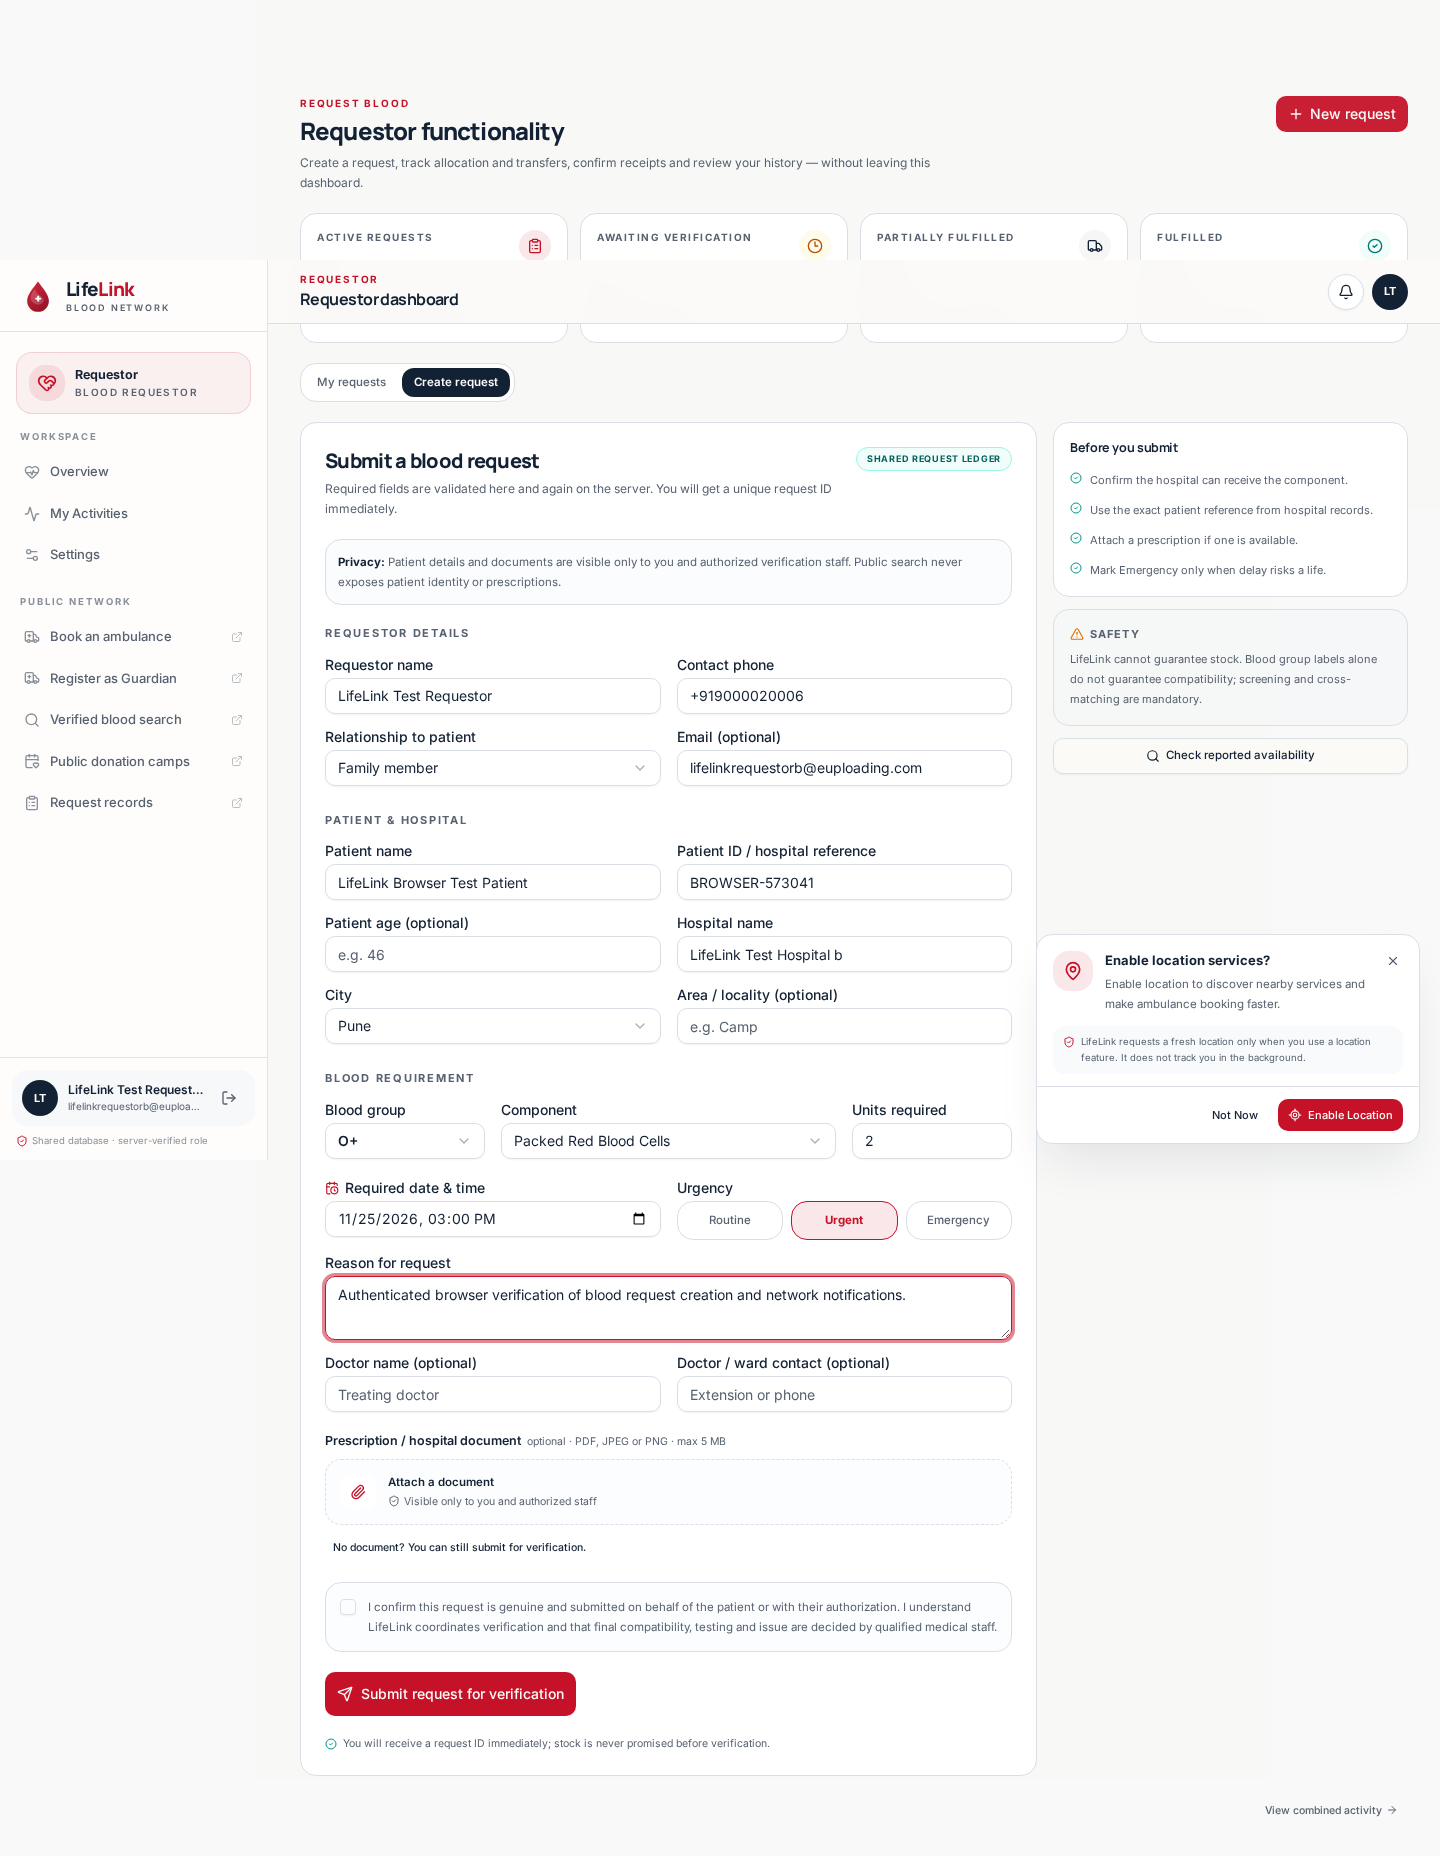 REQUEST BLOOD
Requestor functionality
Create a request, track allocation and transfers, confirm receipts and review your history — without leaving this
dashboard.
New request
ACTIVE REQUESTS
AWAITING VERIFICATION
PARTIALLY FULFILLED
FULFILLED
LifeLink
BLOOD NETWORK
REQUESTOR
Requestor dashboard
LT
Requestor
BLOOD REQUESTOR
WORKSPACE
Overview
My Activities
Settings
PUBLIC NETWORK
Book an ambulance
Register as Guardian
Verified blood search
Public donation camps
Request records
LT
LifeLink Test Request...
lifelinkrequestorb@euploa...
Shared database · server-verified role
My requests
Create request
Submit a blood request
SHARED REQUEST LEDGER
Required fields are validated here and again on the server. You will get a unique request ID
immediately.
Privacy: Patient details and documents are visible only to you and authorized verification staff. Public search never
exposes patient identity or prescriptions.
REQUESTOR DETAILS
Requestor name
Contact phone
LifeLink Test Requestor
+919000020006
Relationship to patient
Email (optional)
Family member
lifelinkrequestorb@euploading.com
PATIENT & HOSPITAL
Patient name
Patient ID / hospital reference
LifeLink Browser Test Patient
BROWSER-573041
Patient age (optional)
Hospital name
e.g. 46
LifeLink Test Hospital b
City
Area / locality (optional)
Pune
e.g. Camp
BLOOD REQUIREMENT
Blood group
Component
Units required
O+
Packed Red Blood Cells
2
Required date & time
Urgency
11/25/2026, 03:00 PM
Routine
Urgent
Emergency
Reason for request
Authenticated browser verification of blood request creation and network notifications.
Doctor name (optional)
Doctor / ward contact (optional)
Treating doctor
Extension or phone
Prescription / hospital document optional · PDF, JPEG or PNG · max 5 MB
Attach a document
Visible only to you and authorized staff
No document? You can still submit for verification.
I confirm this request is genuine and submitted on behalf of the patient or with their authorization. I understand
LifeLink coordinates verification and that final compatibility, testing and issue are decided by qualified medical staff.
Submit request for verification
You will receive a request ID immediately; stock is never promised before verification.
Before you submit
Confirm the hospital can receive the component.
Use the exact patient reference from hospital records.
Attach a prescription if one is available.
Mark Emergency only when delay risks a life.
SAFETY
LifeLink cannot guarantee stock. Blood group labels alone
do not guarantee compatibility; screening and cross-
matching are mandatory.
Check reported availability
Enable location services?
Enable location to discover nearby services and
make ambulance booking faster.
LifeLink requests a fresh location only when you use a location
feature. It does not track you in the background.
Not Now
Enable Location
View combined activity